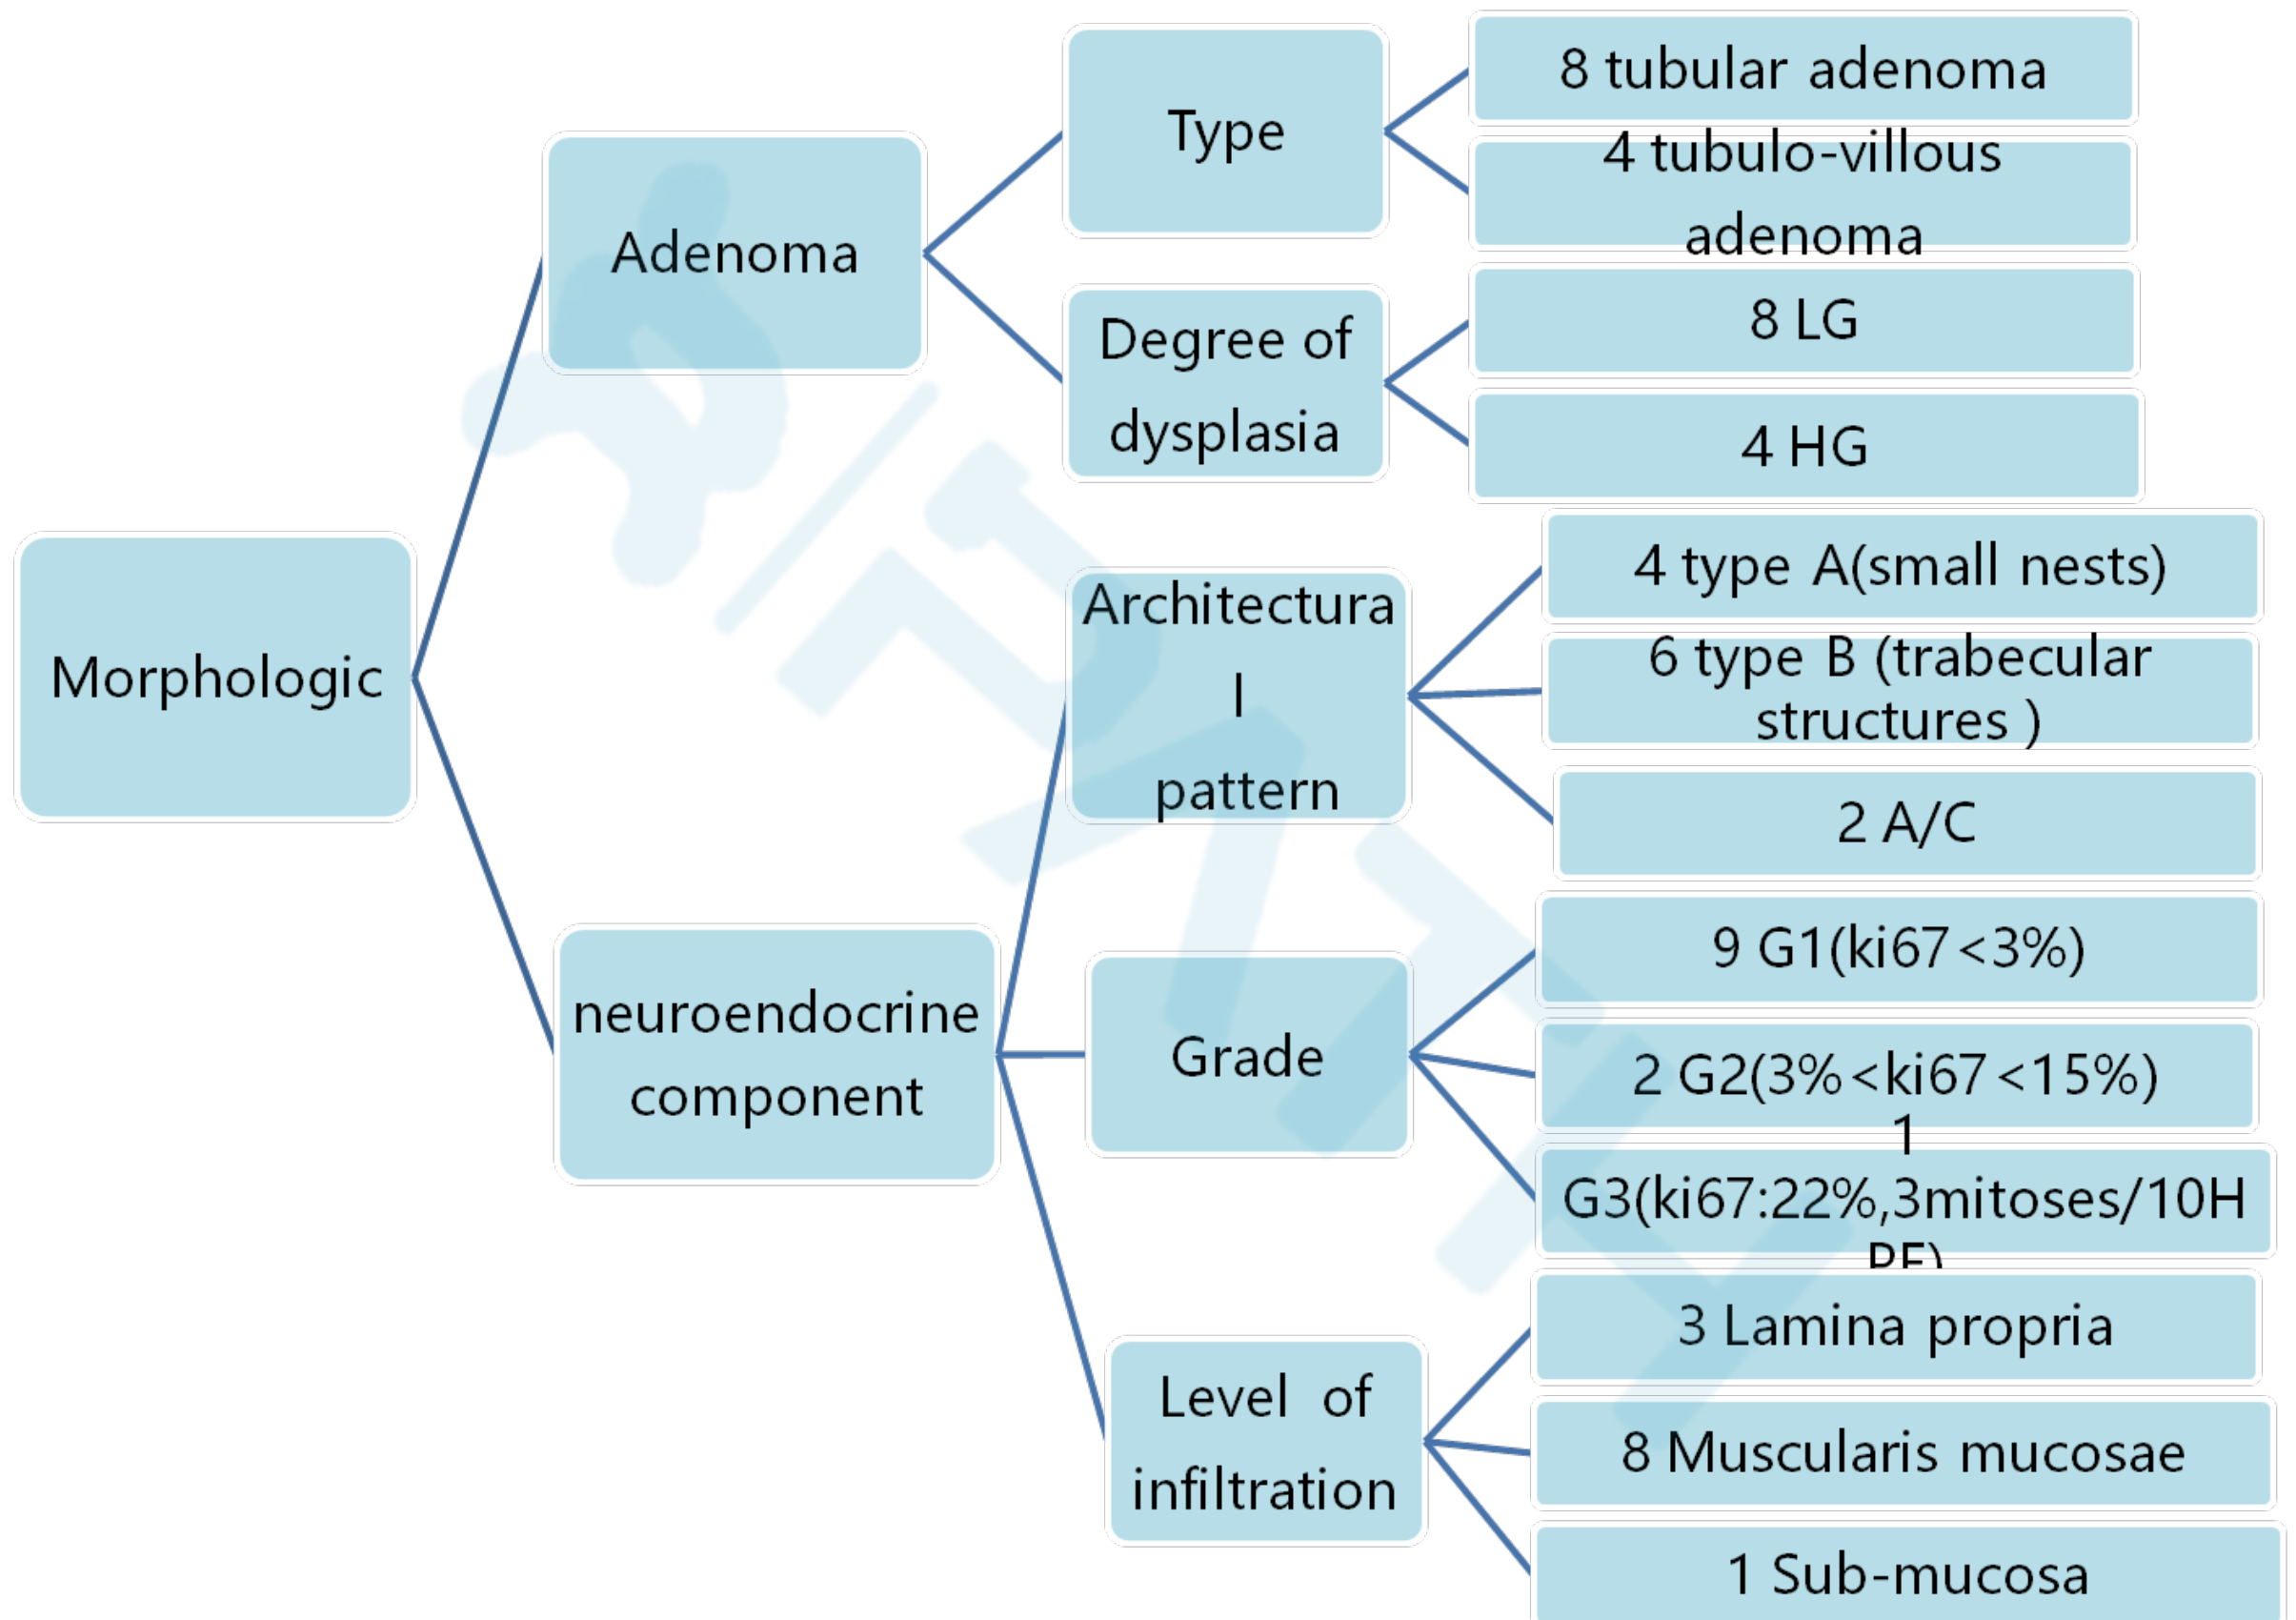 Morphologic
Adenoma
Type
8 tubular adenoma
4 tubulo-villous
adenoma
Degree of
dysplasia
8 LG
4 HG
neuroendocrine
component
Architectura
l
pattern
4 type A(small nests)
6 type B (trabecular
structures )
2 A/C
Grade
9 G1(ki67<3%)
2 G2(3%<ki67<15%)
1
G3(ki67:22%,3mitoses/10H
PF)
Level of
infiltration
3 Lamina propria
8 Muscularis mucosae
1 Sub-mucosa